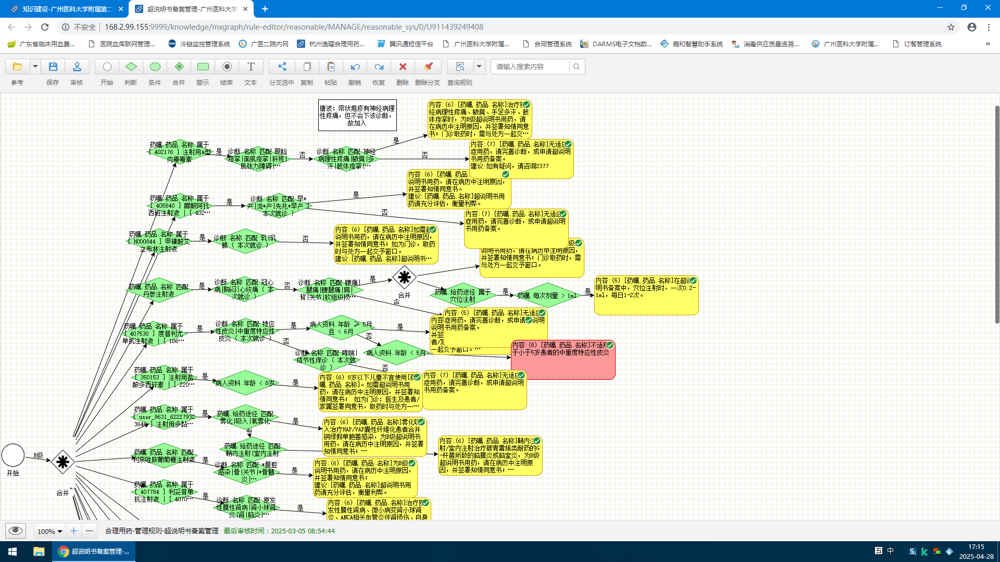 知识建设-广州医科大学附属第二
超说明书备案管理-广州医科大学
不安全
168.2.99.155:9999/knowledge/mxgraph/rule-editor/reasonable/MANAGE/reasonable_sys/0/U911439249408
广东省临床用血费...
医院血库联网管理...
冷链监控管理系统
广医二院内网
杭州逸曜合理用药...
翼讯通短信平台
广州医科大学附属...
合同管理系统
DARMS电子文档数...
嘉和智慧助手系统
消毒供应质量追溯...
广州医科大学附属...
订餐管理系统
»
请输入搜索内容
参考 保存 审核 开始 判断 条件 合并 警示 结束 文本 分支选中 复制 粘贴 撤销 恢复 删除 删除分支 查询规则
唐波：带状疱疹有神经病理
性疼痛，但不会下该诊断，
故加入
内容:(6) [药嘱.药品.名称]治疗神
经病理性疼痛、腋臭、手足多汗、肢
体痉挛时，为B级超说明书用药，请
在病历中注明原因，并签署知情同意
书；门诊取药时，需与处方一起交…
药嘱.药品.名称 属于
[ 402176 ] 注射用A型
肉毒毒素
是
诊断.名称 匹配 眼睑
痉挛|面肌痉挛|斜视|
肌张力障碍|…
否
诊断.名称 匹配 神经
病理性疼痛|腋臭|多
汗|肢体痉挛|…
是
否
内容:(7) [药嘱.药品.名称]无适应
症用药，请完善诊断，或申请超说明
书用药备案。
建议:如有疑问，请咨询2377
药嘱.药品.名称 属于
[ 405840 ] 醋酸阿托
西班注射液 | [ 402…
是
诊断.名称 匹配 早*
产|流*产|先兆*早产 (
本次就诊 )
是
否
内容:(6) [药嘱.药品
说明书用药，请在病历中注明原因，
并签署知情同意书。
建议:[药嘱.药品.名称]超说明书用
药请充分评估，衡量利弊。
内容:(7) [药嘱.药品.名称]无适应
症用药，请完善诊断，或申请超说明
书用药备案。
药嘱.药品.名称 属于
[ H000844 ] 甲磺酸艾
立布林注射液
是
诊断.名称 匹配 乳|乳
腺 ( 本次就诊 )
否
内容:(6) [药嘱.药品.名称]如需超
说明书用药，请在病历中注明原因，
并签署知情同意书；如为门诊，取药
时与处方一起交予窗口。
建议:[药嘱.药品.名称]超说明书…
级
说明书用药，请在病历中注明原因，
并签署知情同意书；门诊取药时，需
与处方一起交予窗口。
药嘱.药品.名称 匹配
丹参注射液
是
诊断.名称 匹配 冠心
病|胸闷|心绞痛 ( 本
次就诊 )
否
诊断.名称 匹配 腰痛|
腿痛|腰腿痛|肩|
背|关节|软组织损…
是
合并
否
药嘱.给药途径 属于
穴位注射
是
药嘱.每次剂量 > 1ml
是
内容:(5) [药嘱.药品.名称]在超说
明书备案中，穴位注射时，一次0.2-
1ml，每日1-2次。
内容:(5) [药嘱.药品.名称]无适应
症用药，请完善诊断，或申请 说明
书用药备案。
内容
说明
并签
者/家
一起交予窗口。…
药嘱.药品.名称 属于
[ 407530 ] 度普利尤
单抗注射液 | [ 186…
是
诊断.名称 匹配 特应
性皮炎|中重度特应性
皮炎 ( 本次就诊 )
是
否
病人资料.年龄 ≥ 5月
且 < 6月
是
否
病人资料.年龄 < 5月
诊断.名称 匹配 哮喘|
结节性痒诊 ( 本次就
诊 )
否
内容:(8) [药嘱.药品.名称]不适用
于小于5岁患者的中重度特应性皮炎
药嘱.药品.名称 属于
[ 350153 ] 注射用盐
酸多西环素 | [ 220…
是
病人资料.年龄 < 8岁
是
内容:(6) 8岁以下儿童不宜使用[药
嘱.药品.名称]。如需超说明书用
药，请在病历中注明原因，并签署知
情同意书； 如为门诊：医生及患者/
家属签署同意书，取药时与处方一…
内容:(7) [药嘱.药品.名称]无适应
症用药，请完善诊断，或申请超说明
书用药备案。
药嘱.药品.名称 属于
[ user_9631_62227932
3648 ] 注射用多黏…
是
药嘱.给药途径 匹配
雾化|吸入|氧雾化
是
内容:(6) [药嘱.药品.名称]雾化吸
入治疗HAP/VAP囊性纤维化患者合并
铜绿假单胞菌感染，为B级超说明书
用药，请在病历中注明原因，并签署
知情同意书；…
药嘱.给药途径 匹配
鞘内注射|室内注射
内容:(6) [药嘱.药品.名称]鞘内注
射/室内注射治疗碳青霉烯类耐药的G
-杆菌所致的脑膜炎或脑室炎，为B
级超说明书用药，请在病历中注明原
因，并签署知情同意书；…
开始
B级
合并
药嘱.药品.名称 匹配
利奈唑胺葡萄糖注射液
是
诊断.名称 匹配 *腹腔
感染|骨|关节|*骨髓
炎|…
是
内容:(6) [药嘱.药品.名称]为B级
说明书用药，请在病历中注明原因，
并签署知情同意书；
建议:[药嘱.药品.名称]超说明书用
药请充分评估，衡量利弊。
药嘱.药品.名称 属于
[ 407784 ] 利妥昔单
抗注射液 | [ 4070…
是
诊断.名称 匹配 原发
性膜性肾病|肾小球肾
炎|肾|脑炎|…
是
内容:(6) [药嘱.药品.名称]治疗原
发性膜性肾病、微小病变肾小球肾
炎、ANCA相关血管炎伴肾损伤、自身
100%
合理用药-管理规则-超说明书备案管理
最后审核时间：2025-03-05 08:54:44
超说明书备案管理-...
五
中
17:15
2025-04-28